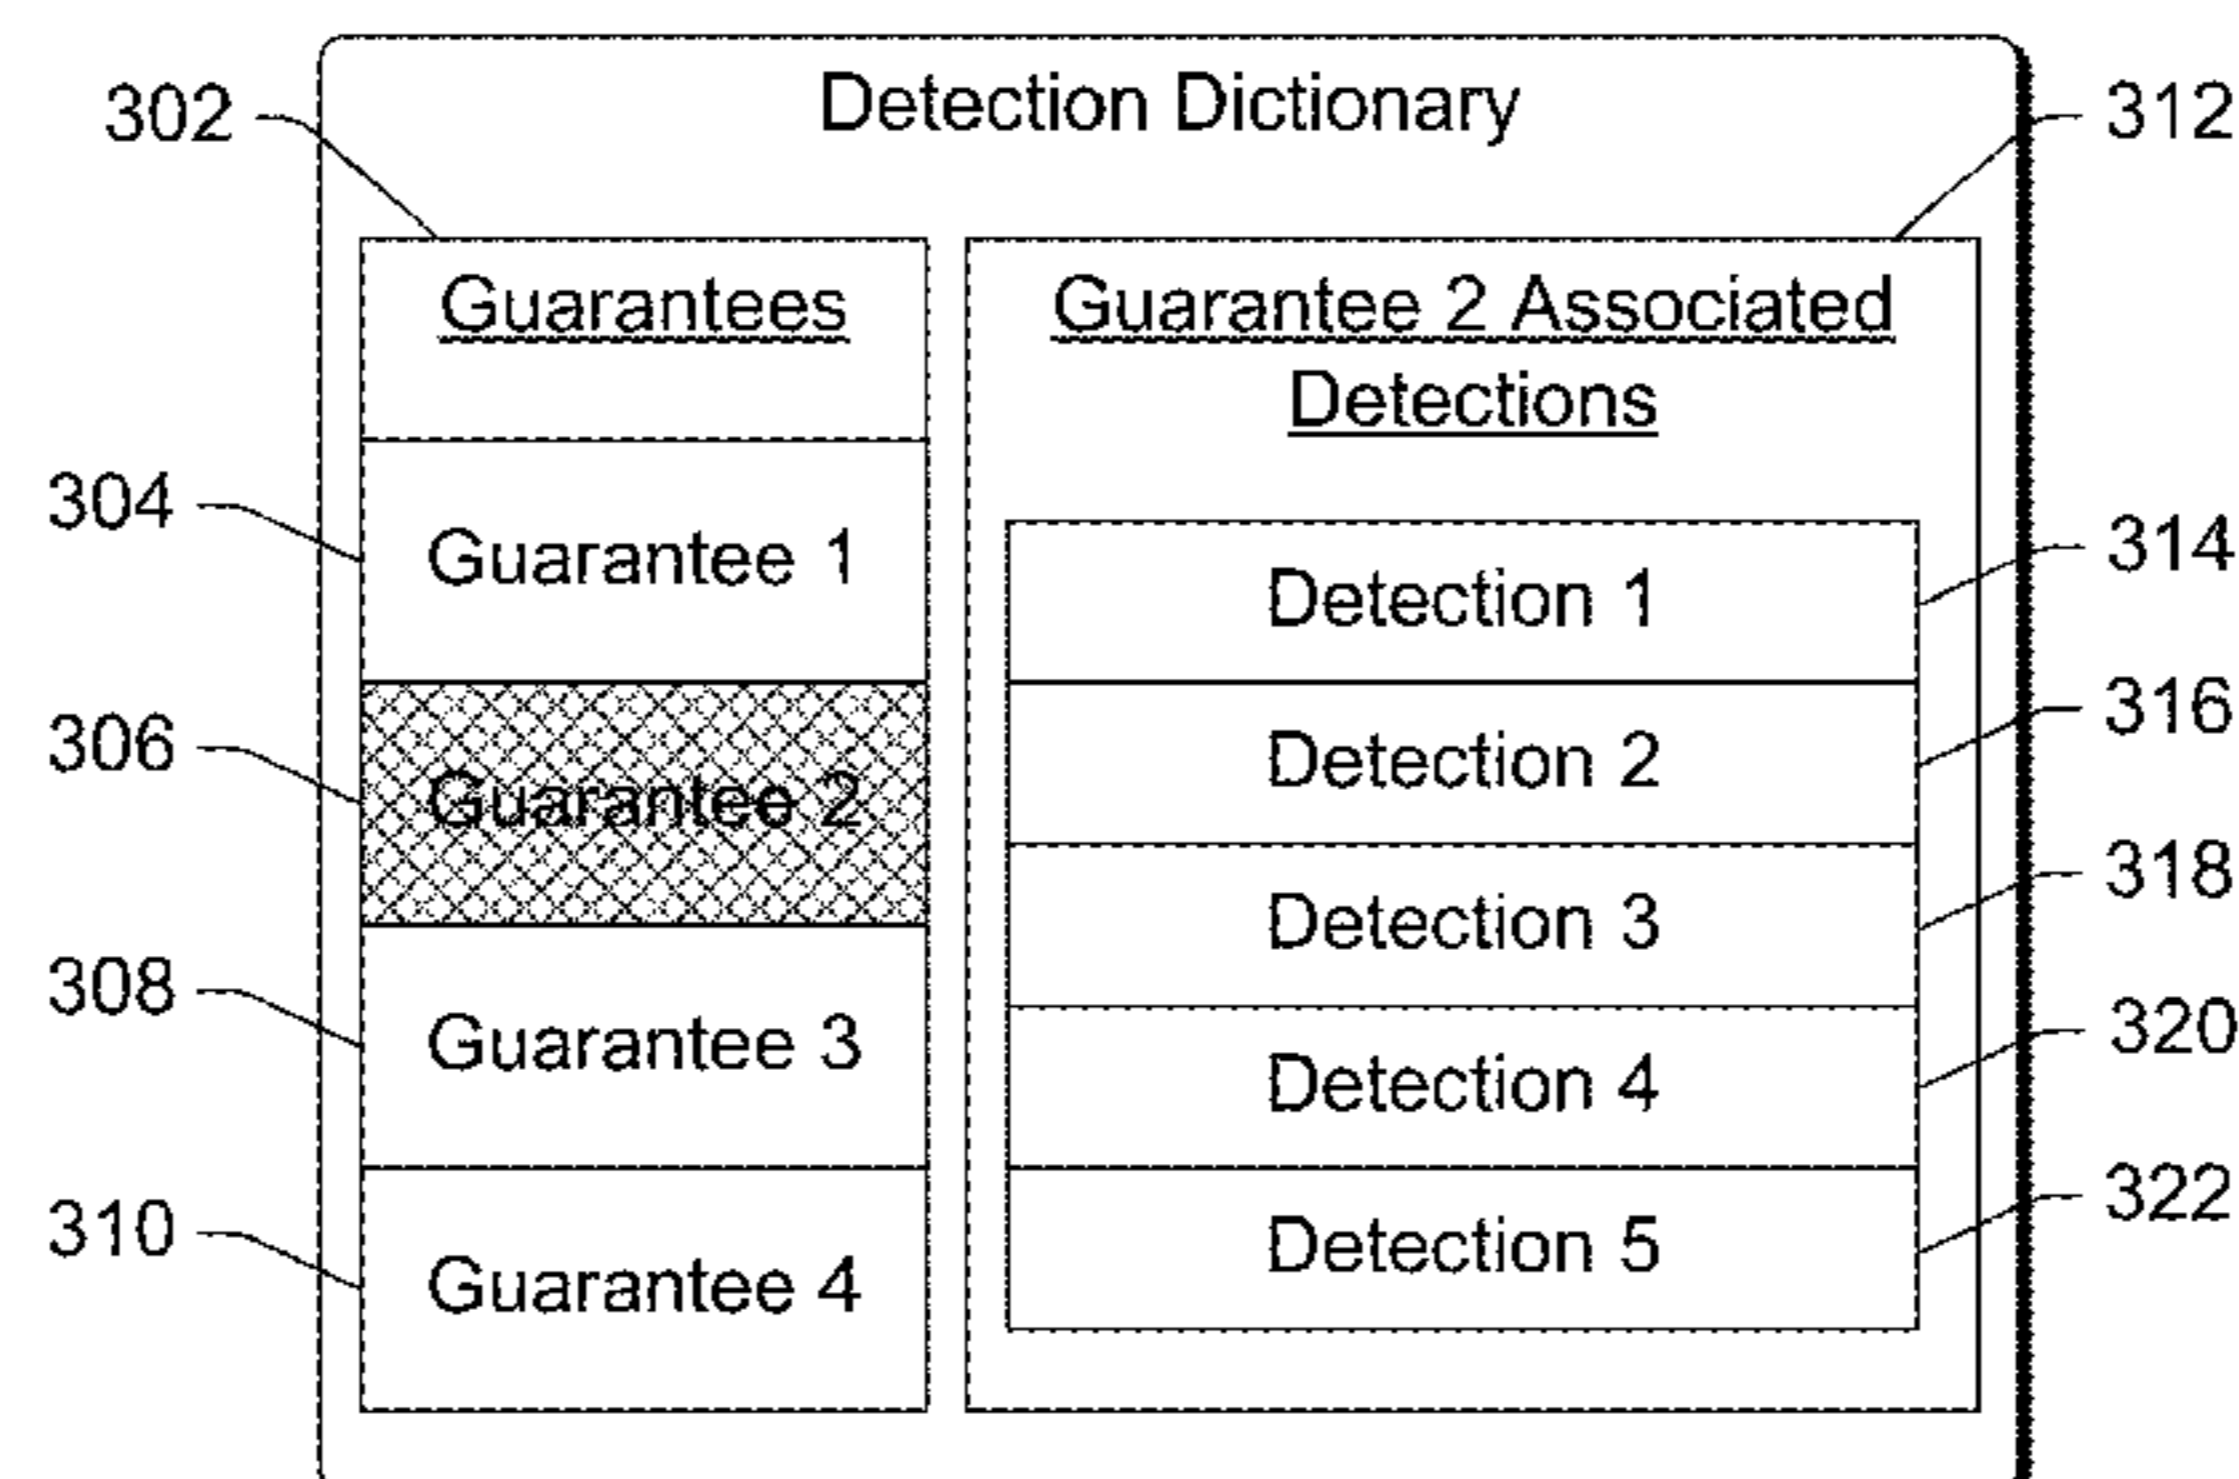 Detection Dictionary
302
312
Guarantees
Guarantee 2 Associated
Detections
304
Guarantee 1
306
Guarantee 2
308
Guarantee 3
310
Guarantee 4
Detection 1
314
Detection 2
316
Detection 3
318
Detection 4
320
Detection 5
322